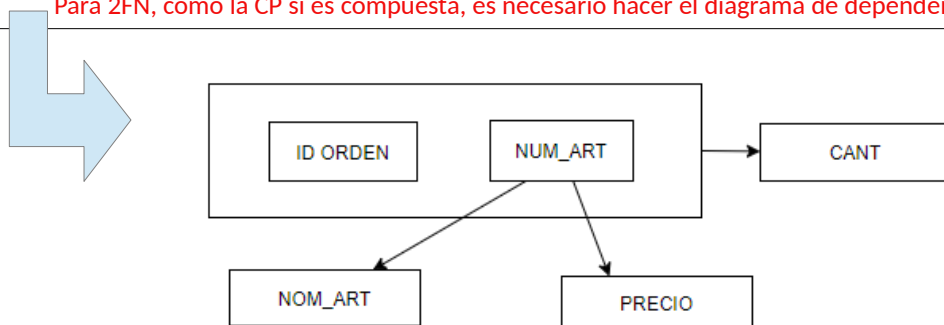 Para 2FN, como la CP si es compuesta, es necesario hacer el diagrama de
ID ORDEN
NUM_ART
CANT
NOM_ART
PRECIO